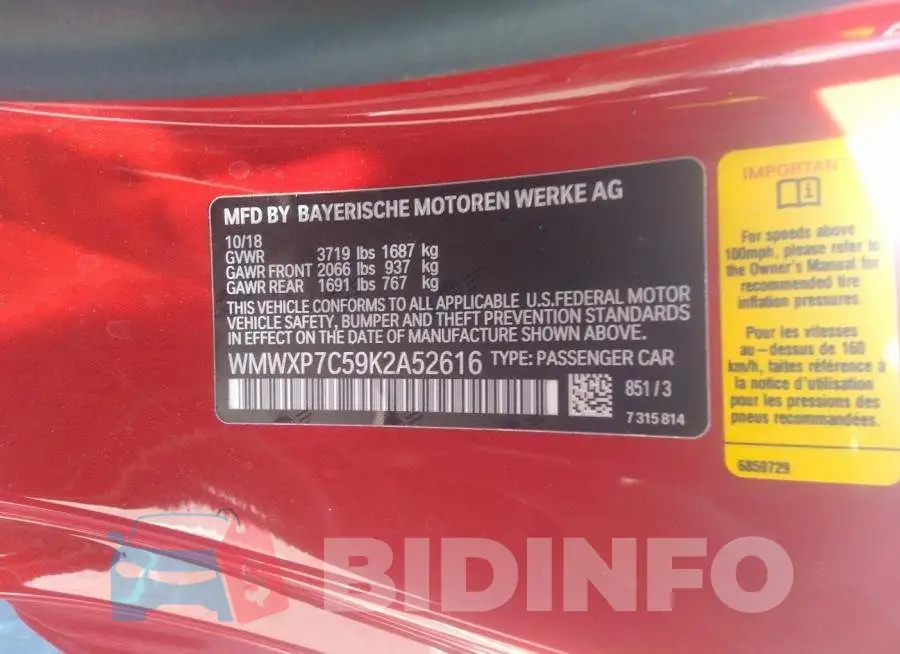 MFD BY BAYERISCHE MOTOREN WERKE AG
10/18
GVWR 3719 lbs 1687 kg
GAWR FRONT 2066 lbs 937 kg
GAWR REAR 1691 lbs 767 kg
THIS VEHICLE CONFORMS TO ALL APPLICABLE U.S.FEDERAL MOTOR
VEHICLE SAFETY, BUMPER AND THEFT PREVENTION STANDARDS
IN EFFECT ON THE DATE OF MANUFACTURE SHOWN ABOVE.
WMWXP7C59K2A52616 TYPE: PASSENGER CAR
851/3
7315814
IMPORTANT
i
For speeds above
100mph, please refer to
the Owner's Manual for
recommended tire
inflation pressures.
Pour les vitesses
au-dessus de 160
km/h, faites référence à
la notice d'utilisation
pour les pressions des
pneus recommandées.
6859729
BIDINFO